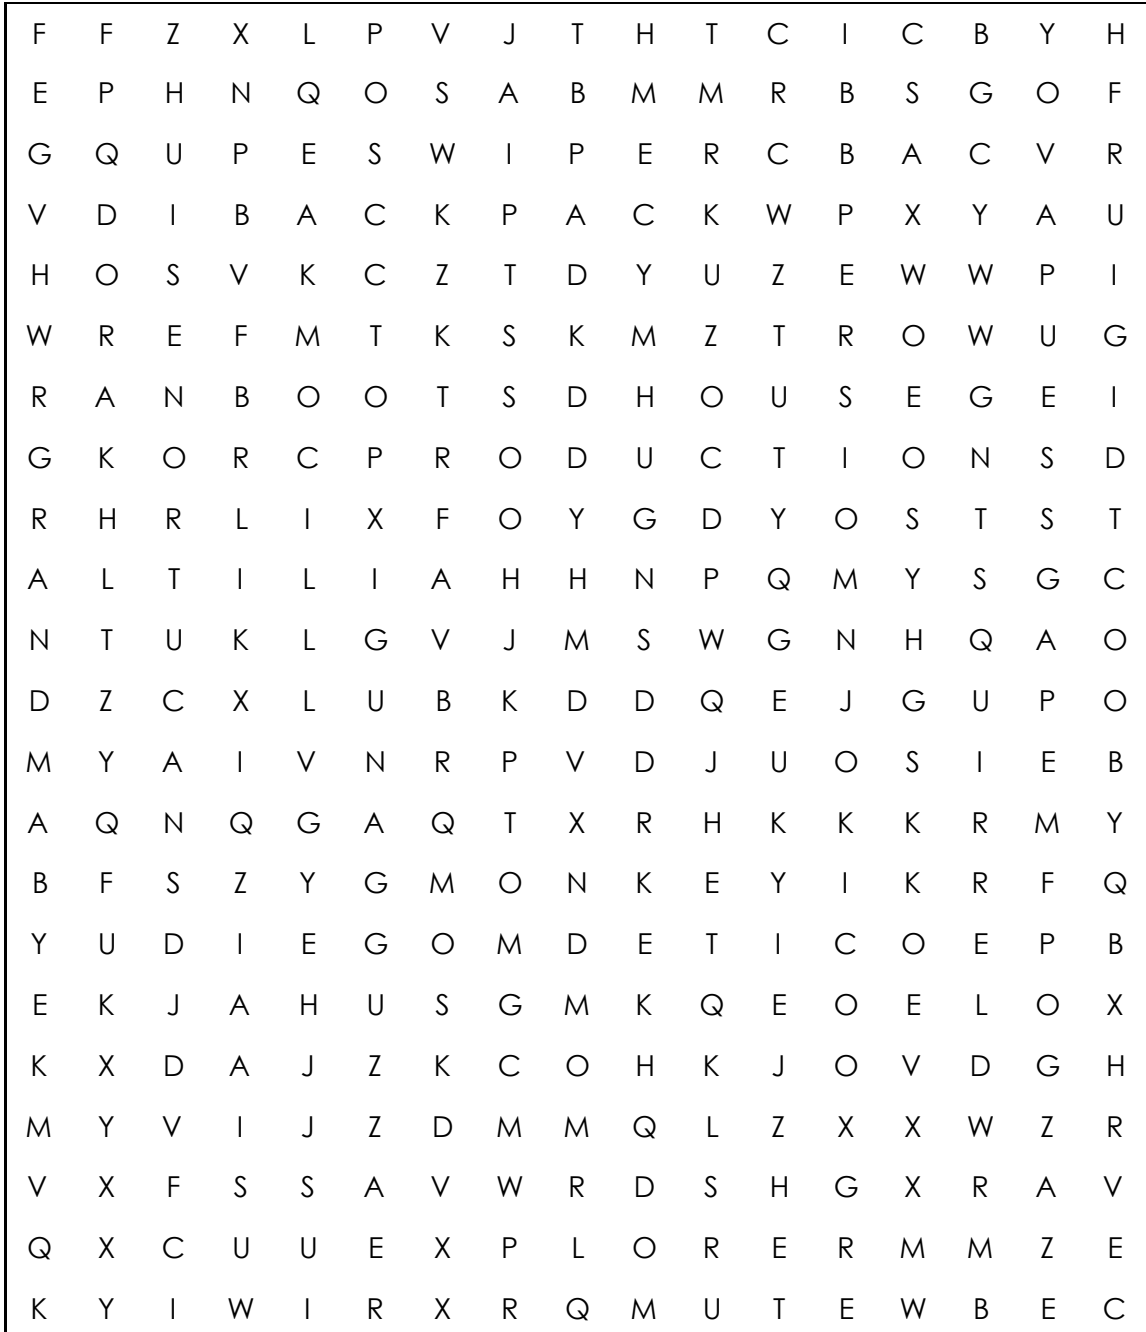 F F Z X L P V J T H T C I C B Y H
E P H N Q O S A B M M R B S G O F
G Q U P E S W I P E R C B A C V R
V D I B A C K P A C K W P X Y A U
H O S V K C Z T D Y U Z E W W P I
W R E F M T K S K M Z T R O W U G
R A N B O O T S D H O U S E G E I
G K O R C P R O D U C T I O N S D
R H R L I X F O Y G D Y O S T S T
A L T I L I A H H N P Q M Y S G C
N T U K L G V J M S W G N H Q A O
D Z C X L U B K D D Q E J G U P O
M Y A I V N R P V D J U O S I E B
A Q N Q G A Q T X R H K K K R M Y
B F S Z Y G M O N K E Y I K R F Q
Y U D I E G O M D E T I C O E P B
E K J A H U S G M K Q E O E L O X
K X D A J Z K C O H K J O V D G H
M Y V I J Z D M M Q L Z X X W Z R
V X F S S A V W R D S H G X R A V
Q X C U U E X P L O R E R M M Z E
K Y I W I R X R Q M U T E W B E C